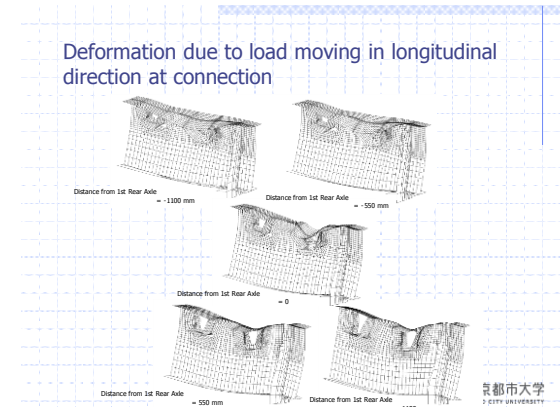 Deformation due to load moving in longitudinal
direction at connection
Distance from 1st Rear Axle
= -1100 mm
Distance from 1st Rear Axle
= -550 mm
Distance from 1st Rear Axle
= 0
Distance from 1st Rear Axle
= 550 mm
Distance from 1st Rear Axle
都市大学
CITY UNIVERSITY